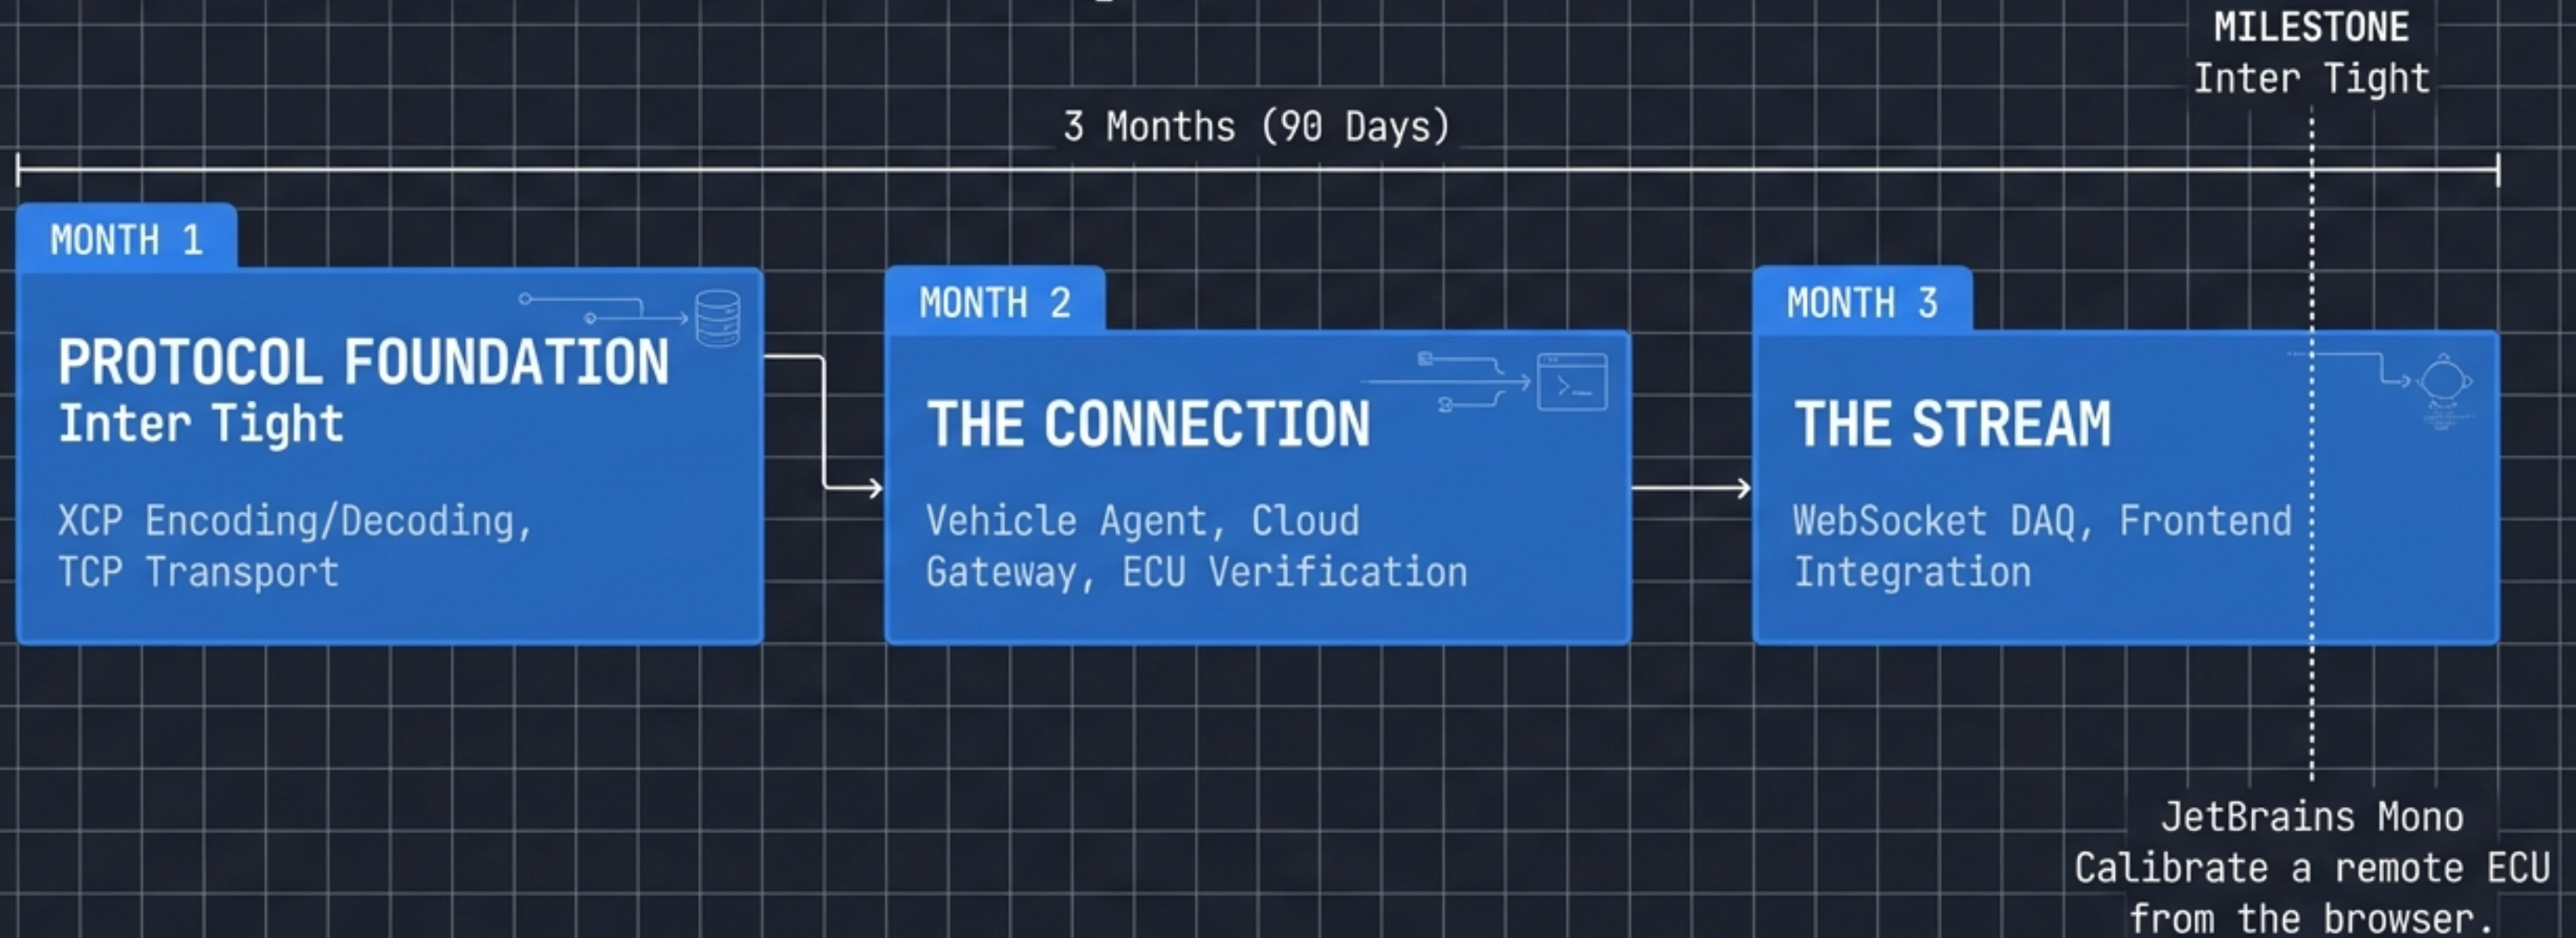 MILESTONE
Inter Tight
3 Months (90 Days)
MONTH 1
PROTOCOL FOUNDATION
Inter Tight
XCP Encoding/Decoding,
TCP Transport
MONTH 2
THE CONNECTION
Vehicle Agent, Cloud
Gateway, ECU Verification
MONTH 3
THE STREAM
WebSocket DAQ, Frontend
Integration
JetBrains Mono
Calibrate a remote ECU
from the browser.